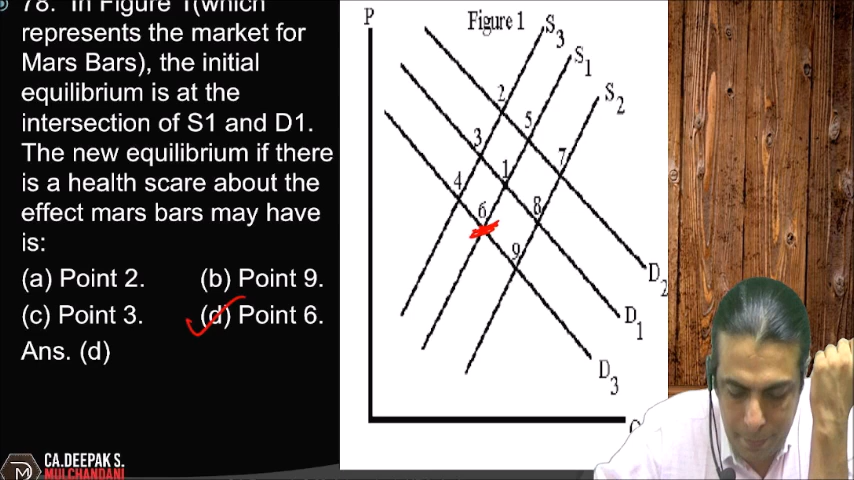 78. In Figure 1(which
represents the market for
Mars Bars), the initial
equilibrium is at the
intersection of S1 and D1.
The new equilibrium if there
is a health scare about the
effect mars bars may have
is:
(a) Point 2. (b) Point 9.
(c) Point 3. (d) Point 6.
Ans. (d)
CA.DEEPAK S.
MULCHANDANI
P
Figure 1
S3
S1
S2
2
5
3
1
7
4
6
8
9
D2
D1
D3